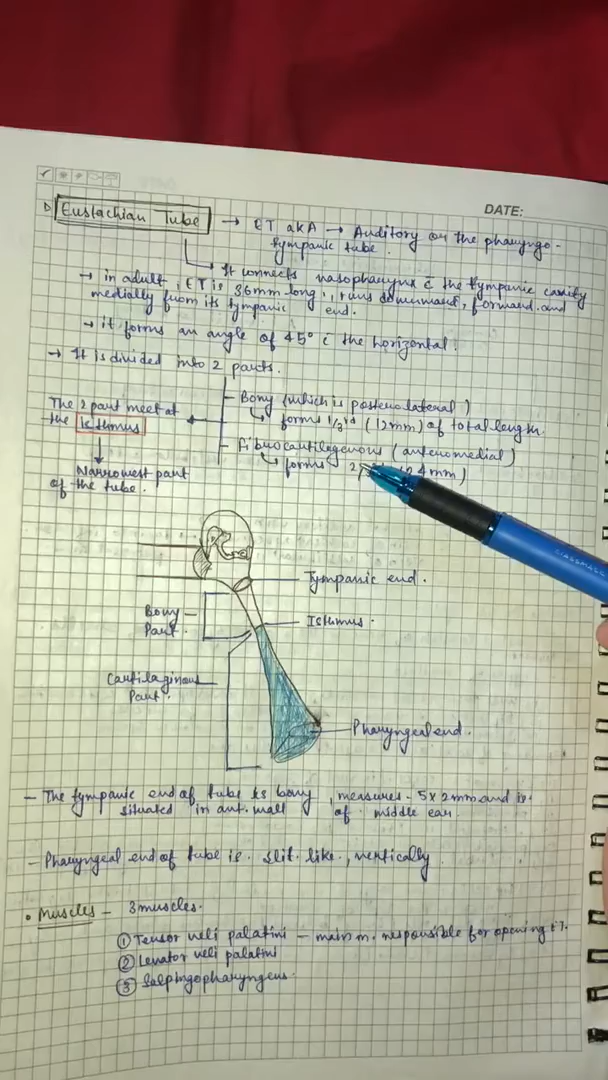 DATE:
Eustachian Tube → ET aka → Auditory or the pharyngo-
tympanic tube.
It connects nasopharynx c̄ the tympanic cavity
→ in adult, ET is 36mm long, runs downward, forward and
medially from its tympanic end.
→ it forms an angle of 45° c̄ the horizontal.
→ It is divided into 2 parts.
Bony (which is posterolateral)
forms 1/3rd (12mm) of total length.
Fibrocartilagenous (anteromedial)
forms 2/ 24mm)
The 2 part meet at
the isthmus
Narrowest part
of the tube.
Tympanic end.
Bony
Part.
Isthmus.
Cartilaginous
Part.
Pharyngeal end.
- The tympanic end of tube is bony, measures - 5x2mm and is
situated in ant. wall of middle ear.
- Pharyngeal end of tube is slit like, vertically
• Muscles - 3 muscles.
① Tensor veli palatini - main m. responsible for opening
② Levator veli palatini
③ Salpingopharyngeus.
CLASSMATE